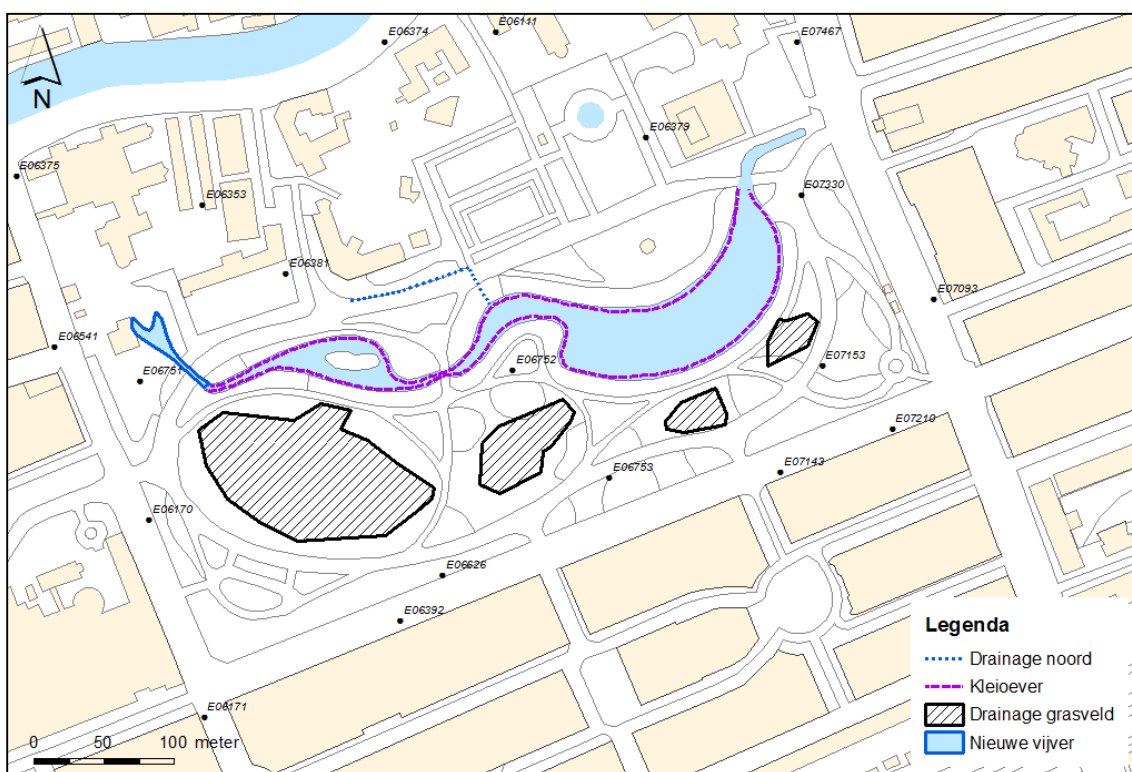 E06111
E06374
E07467
N
E06379
E06375
E06353
E07330
E06381
E07093
E06541
E06752
E07153
E06751
E07210
E06753
E07143
E06170
E06626
E06392
Legenda
Drainage noord
Kleioever
E06171
Drainage grasveld
0 50 100 meter
Nieuwe vijver